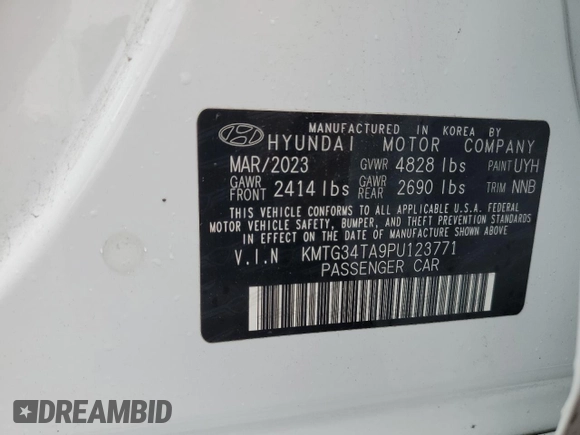 MANUFACTURED IN KOREA BY
HYUNDAI MOTOR COMPANY
MAR/2023 GVWR 4828 lbs PAINT UYH
GAWR FRONT 2414 lbs GAWR REAR 2690 lbs TRIM NNB
THIS VEHICLE CONFORMS TO ALL APPLICABLE U.S.A. FEDERAL
MOTOR VEHICLE SAFETY, BUMPER, AND THEFT PREVENTION STANDARDS
IN EFFECT ON THE DATE OF MANUFACTURE SHOWN ABOVE
V.I.N KMTG34TA9PU123771
PASSENGER CAR
DREAMBID